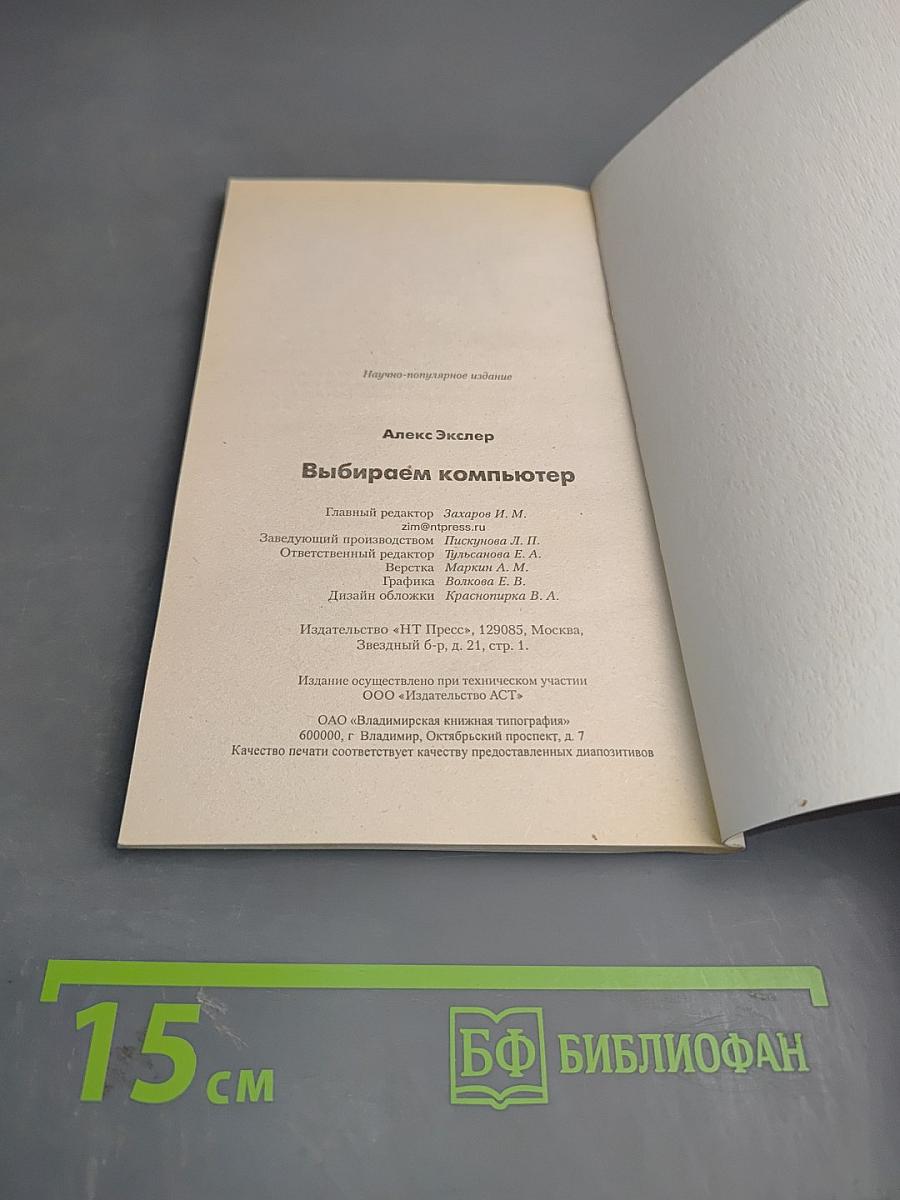 Научно-популярное издание
Алекс Экслер
Выбираем компьютер
Главный редактор Захаров И. М.
zim@ntpress.ru
Заведующий производством Пискунова Л. П.
Ответственный редактор Тульсанова Е. А.
Верстка Маркин А. М.
Графика Волкова Е. В.
Дизайн обложки Краснопирка В. А.
Издательство «НТ Пресс», 129085, Москва,
Звездный б-р, д. 21, стр. 1.
Издание осуществлено при техническом участии
ООО «Издательство АСТ»
ОАО «Владимирская книжная типография»
600000, г Владимир, Октябрьский проспект, д. 7
Качество печати соответствует качеству предоставленных диапозитивов
15 см
БФ БИБЛИОФАН